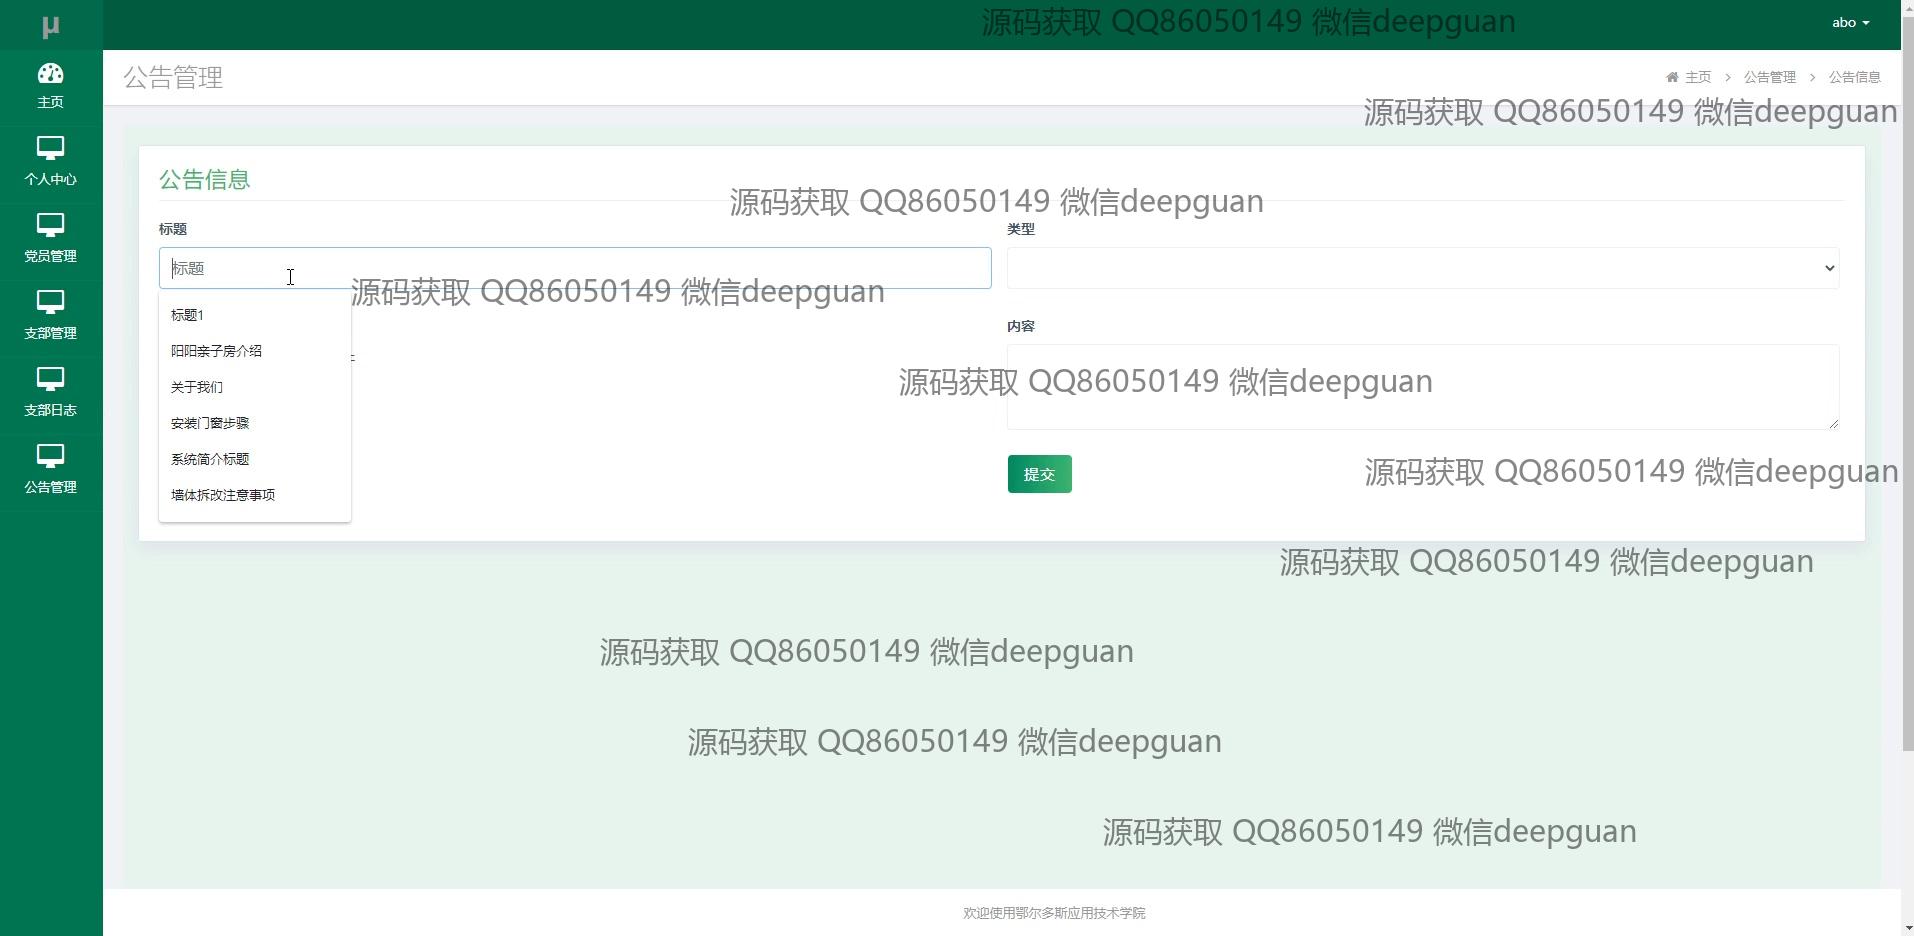 μ
源码获取 QQ86050149 微信deepguan
abo
公告管理
主页 > 公告管理 > 公告信息
源码获取 QQ86050149 微信deepguan
主页
个人中心
党员管理
支部管理
支部日志
公告管理
公告信息
源码获取 QQ86050149 微信deepguan
标题
类型
标题
源码获取 QQ86050149 微信deepguan
标题1
阳阳亲子房介绍
关于我们
安装门窗步骤
系统简介标题
墙体拆改注意事项
内容
源码获取 QQ86050149 微信deepguan
提交
源码获取 QQ86050149 微信deepguan
源码获取 QQ86050149 微信deepguan
源码获取 QQ86050149 微信deepguan
源码获取 QQ86050149 微信deepguan
源码获取 QQ86050149 微信deepguan
欢迎使用鄂尔多斯应用技术学院